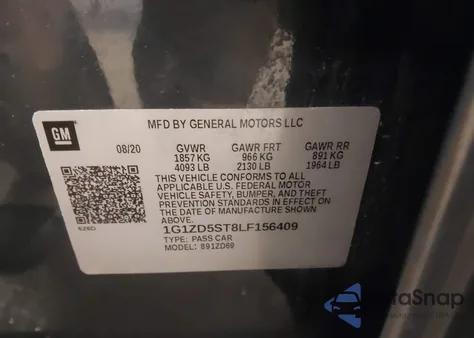 GM
MFD BY GENERAL MOTORS LLC
08/20 GVWR GAWR FRT GAWR RR
1857 KG 966 KG 891 KG
4093 LB 2130 LB 1964 LB
THIS VEHICLE CONFORMS TO ALL
APPLICABLE U.S. FEDERAL MOTOR
VEHICLE SAFETY, BUMPER, AND THEFT
PREVENTION STANDARDS IN EFFECT ON
THE DATE OF MANUFACTURE SHOWN
ABOVE.
1G1ZD5ST8LF156409
TYPE: PASS CAR
MODEL: 891ZD69